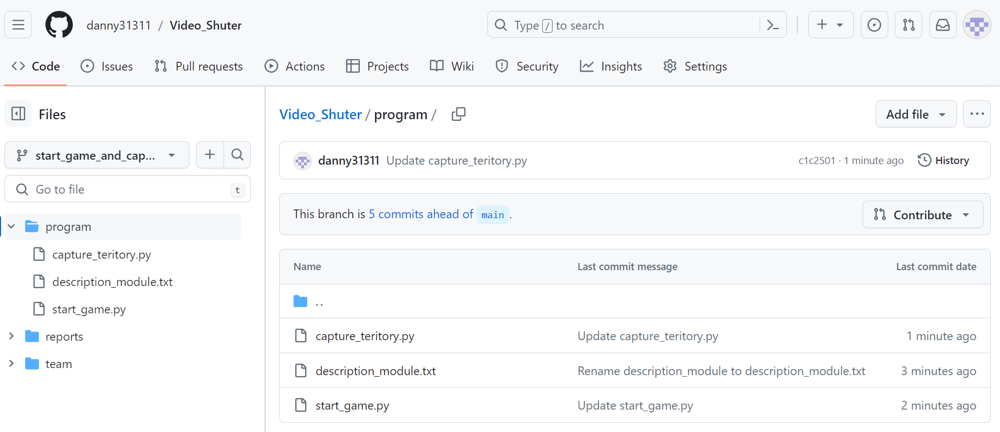 danny31311 / Video_Shuter
Type / to search
Code
Issues
Pull requests
Actions
Projects
Wiki
Security
Insights
Settings
Files
start_game_and_cap...
Go to file
t
program
capture_teritory.py
description_module.txt
start_game.py
reports
team
Video_Shuter / program /
Add file
danny31311 Update capture_teritory.py
c1c2501 · 1 minute ago
History
This branch is 5 commits ahead of main .
Contribute
Name Last commit message Last commit date
..
capture_teritory.py Update capture_teritory.py 1 minute ago
description_module.txt Rename description_module to description_module.txt 3 minutes ago
start_game.py Update start_game.py 2 minutes ago